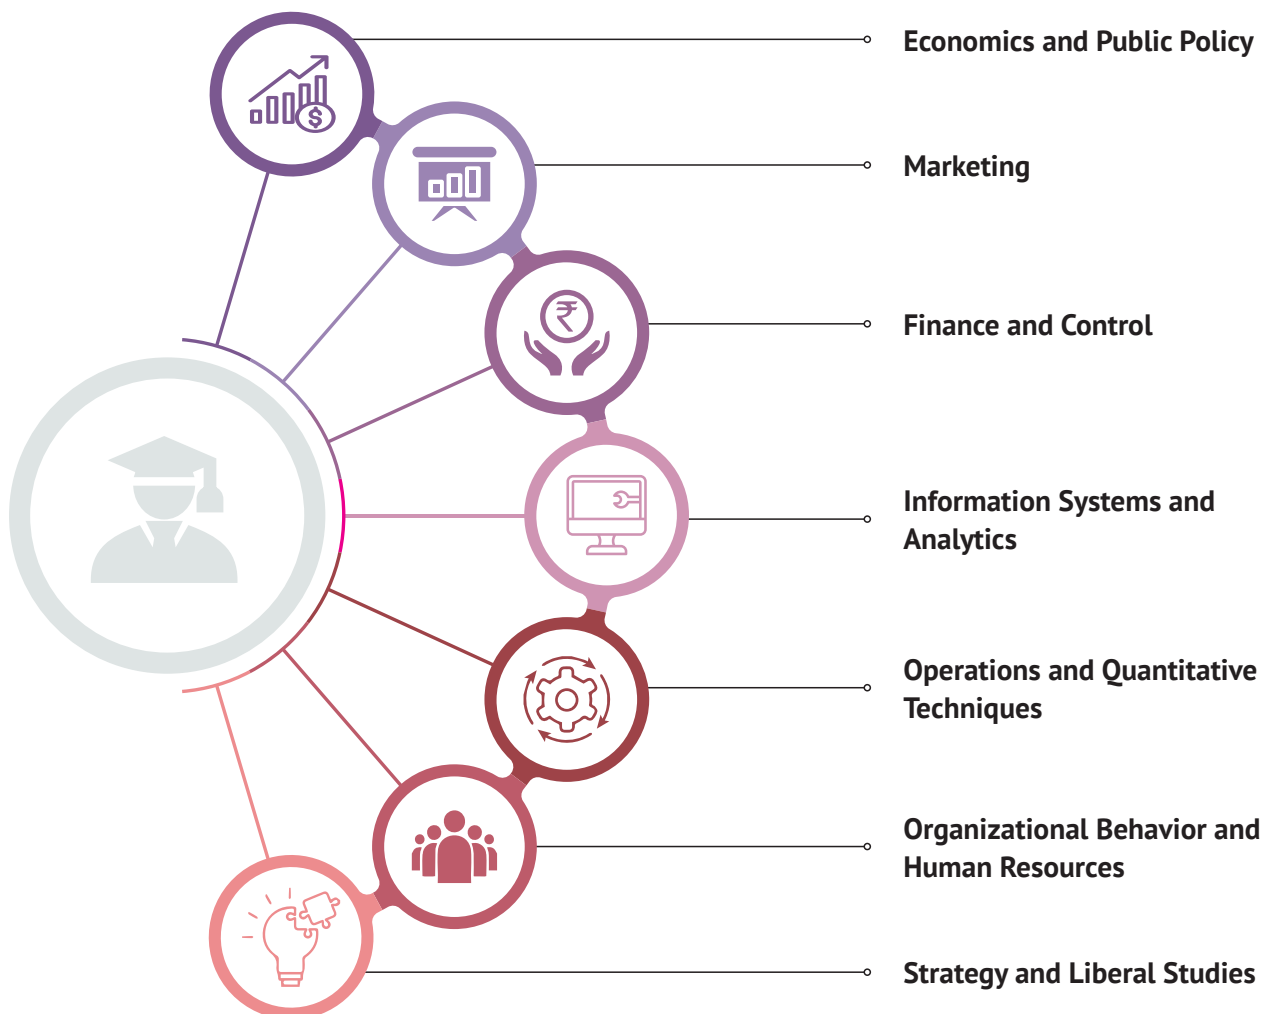 $
Economics and Public Policy
Marketing
₹
Finance and Control
Information Systems and
Analytics
Operations and Quantitative
Techniques
Organizational Behavior and
Human Resources
Strategy and Liberal Studies